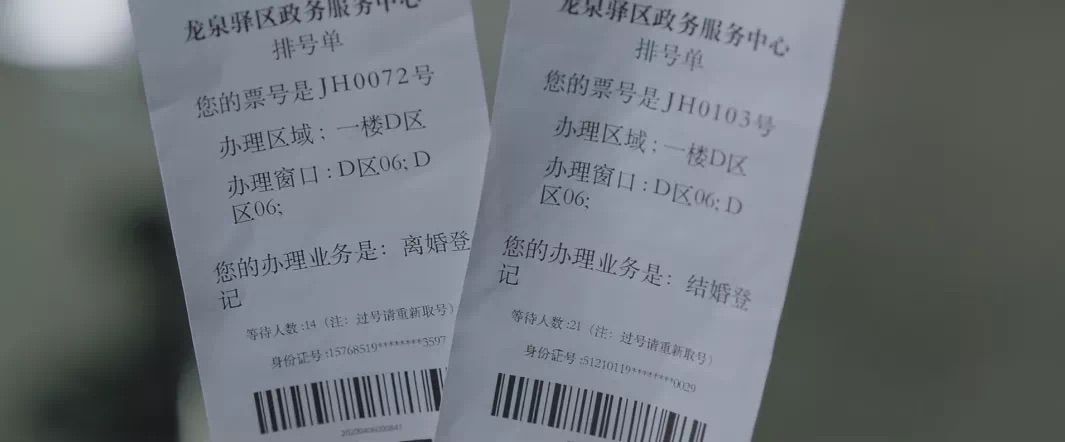 龙泉驿区政务服务中心
排号单
您的票号是JH0072号
办理区域；一楼D区
办理窗口：D区06; D
区06;
您的办理业务是：离婚登
记
等待人数:14（注：过号请重新取号）
身份证号:15768519********3597
龙泉驿区政务服务中心
排号单
您的票号是JH0103号
办理区域；一楼D区
办理窗口：D区06; D
区06;
您的办理业务是：结婚登
记
等待人数:21（注：过号请重新取号）
身份证号:51210119********0029